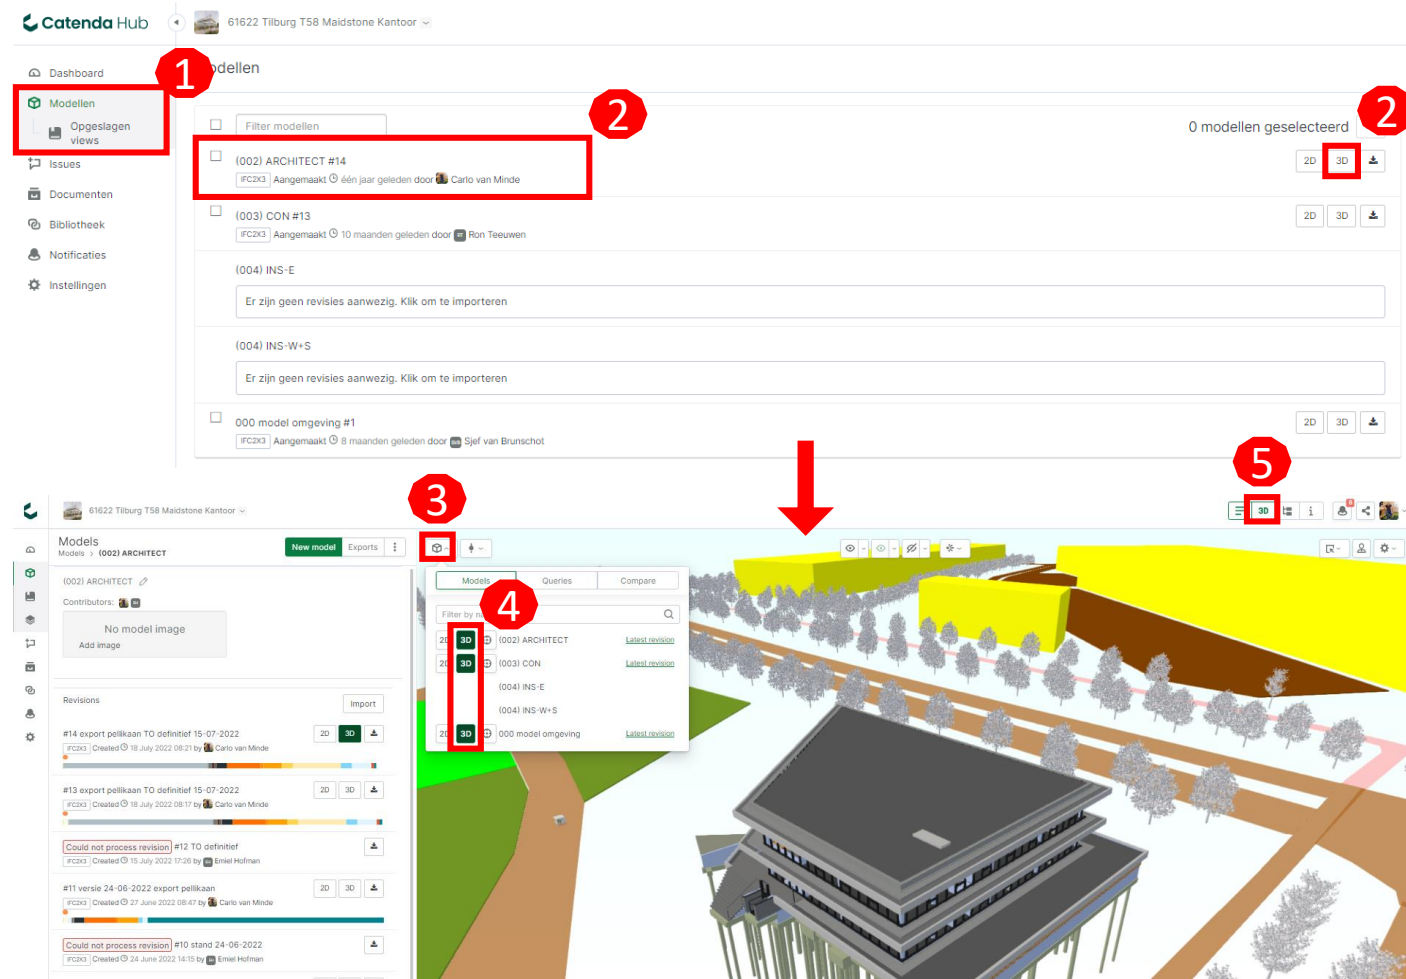 Catenda Hub
61622 Tilburg T58 Maidstone Kantoor
1
Dashboard
Modellen
Opgeslagen
views
Issues
Documenten
Bibliotheek
Notificaties
Instellingen
odellen
2
2
Filter modellen
0 modellen geselecteerd
(002) ARCHITECT #14
IFC2X3 Aangemaakt één jaar geleden door Carlo van Minde
2D 3D
(003) CON #13
IFC2X3 Aangemaakt 10 maanden geleden door Ron Teeuwen
2D 3D
(004) INS-E
Er zijn geen revisies aanwezig. Klik om te importeren
(004) INS-W+S
Er zijn geen revisies aanwezig. Klik om te importeren
000 model omgeving #1
IFC2X3 Aangemaakt 8 maanden geleden door Sjef van Brunschot
2D 3D
3
5
61622 Tilburg T58 Maidstone Kantoor
3D
8
Models
Models > (002) ARCHITECT
New model Exports
(002) ARCHITECT
Contributors:
No model image
Add image
Revisions
Import
#14 export pellikaan TO definitief 15-07-2022
2D 3D
IFC2X3 Created 18 July 2022 08:21 by Carlo van Minde
#13 export pellikaan TO definitief 15-07-2022
2D 3D
IFC2X3 Created 18 July 2022 08:17 by Carlo van Minde
Could not process revision #12 TO definitief
IFC2X3 Created 15 July 2022 17:26 by Emiel Hofman
#11 versie 24-06-2022 export pellikaan
2D 3D
IFC2X3 Created 27 June 2022 08:47 by Carlo van Minde
Could not process revision #10 stand 24-06-2022
IFC2X3 Created 24 June 2022 14:15 by Emiel Hofman
Models Queries Compare
4
Filter by na
2D 3D (002) ARCHITECT Latest revision
2D 3D (003) CON Latest revision
(004) INS-E
(004) INS-W+S
2D 3D 000 model omgeving Latest revision